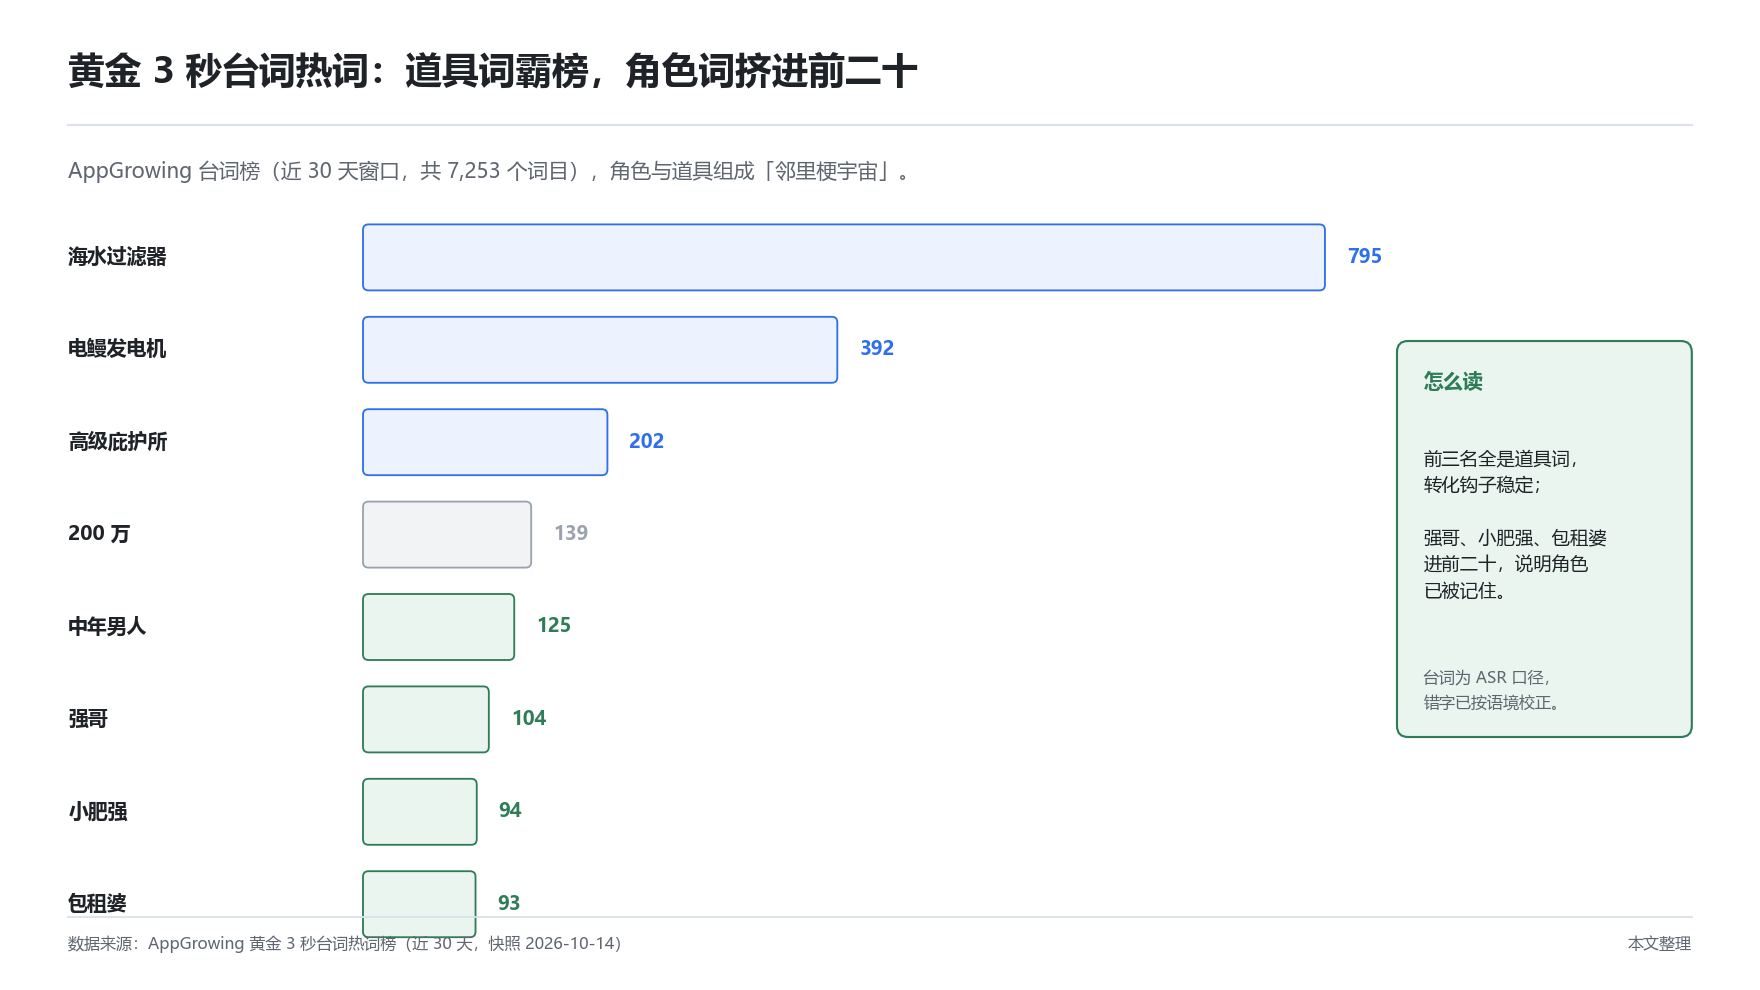 黄金 3 秒台词热词：道具词霸榜，角色词挤进前二十
AppGrowing 台词榜（近 30 天窗口，共 7,253 个词目），角色与道具组成「邻里梗宇宙」。
海水过滤器 795
电鳗发电机 392
高级庇护所 202
200 万 139
中年男人 125
强哥 104
小肥强 94
包租婆 93
怎么读
前三名全是道具词，
转化钩子稳定；
强哥、小肥强、包租婆
进前二十，说明角色
已被记住。
台词为 ASR 口径，
错字已按语境校正。
数据来源：AppGrowing 黄金 3 秒台词热词榜（近 30 天，快照 2026-10-14）
本文整理